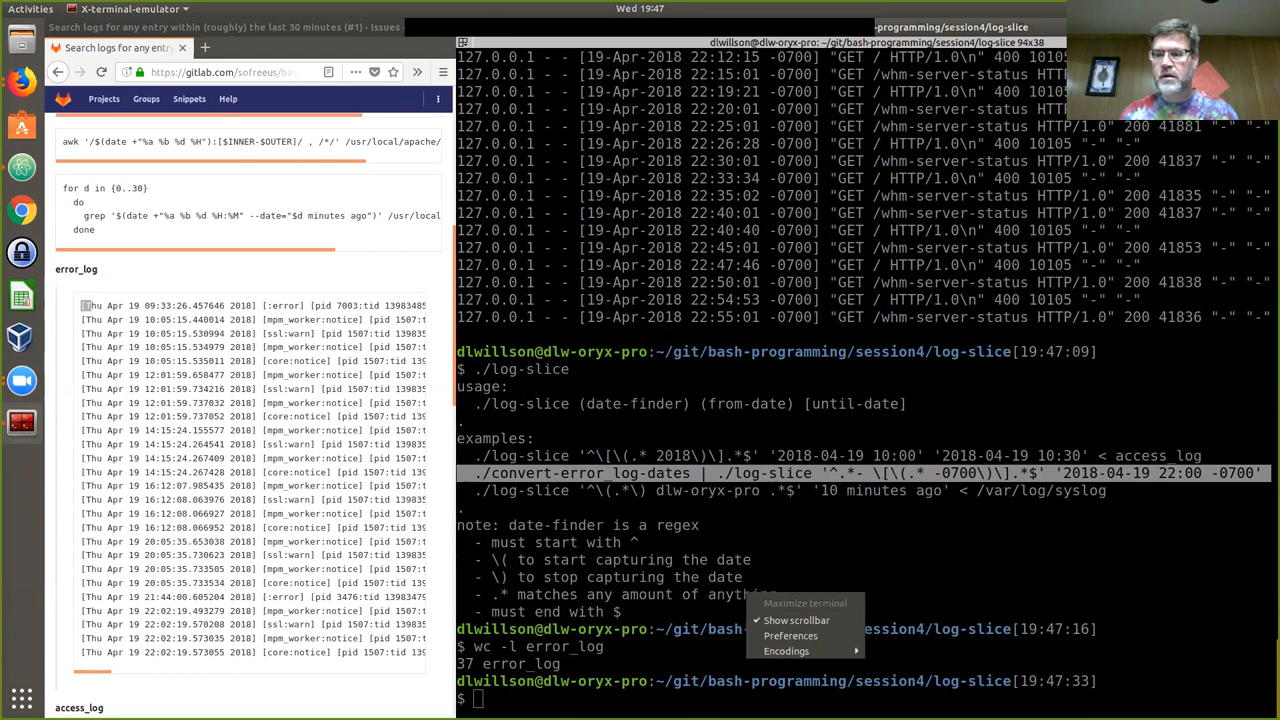 Activities
X-terminal-emulator
Wed 19:47
Search logs for any entry within (roughly) the last 30 minutes (#1) · Issues
-programming/session4/log-slice
Search logs for any entry
https://gitlab.com/sofreeus/ba
Projects Groups Snippets Help
awk '/$(date +"%a %b %d %H"):[$INNER-$OUTER]/ , /*/' /usr/local/apache/
for d in {0..30}
do
grep '$(date +"%a %b %d %H:%M" --date="$d minutes ago")' /usr/local
done
error_log
[Thu Apr 19 09:33:26.457646 2018] [:error] [pid 7003:tid 13983485
[Thu Apr 19 10:05:15.440014 2018] [mpm_worker:notice] [pid 1507:t
[Thu Apr 19 10:05:15.530994 2018] [ssl:warn] [pid 1507:tid 139835
[Thu Apr 19 10:05:15.534979 2018] [mpm_worker:notice] [pid 1507:t
[Thu Apr 19 10:05:15.535011 2018] [core:notice] [pid 1507:tid 139
[Thu Apr 19 12:01:59.658477 2018] [mpm_worker:notice] [pid 1507:t
[Thu Apr 19 12:01:59.734216 2018] [ssl:warn] [pid 1507:tid 139835
[Thu Apr 19 12:01:59.737032 2018] [mpm_worker:notice] [pid 1507:t
[Thu Apr 19 12:01:59.737052 2018] [core:notice] [pid 1507:tid 139
[Thu Apr 19 14:15:24.155577 2018] [mpm_worker:notice] [pid 1507:t
[Thu Apr 19 14:15:24.264541 2018] [ssl:warn] [pid 1507:tid 139835
[Thu Apr 19 14:15:24.267402 2018] [mpm_worker:notice] [pid 1507:t
[Thu Apr 19 14:15:24.267428 2018] [core:notice] [pid 1507:tid 139
[Thu Apr 19 16:12:07.985435 2018] [mpm_worker:notice] [pid 1507:t
[Thu Apr 19 16:12:08.063976 2018] [ssl:warn] [pid 1507:tid 139835
[Thu Apr 19 16:12:08.066927 2018] [mpm_worker:notice] [pid 1507:t
[Thu Apr 19 16:12:08.066952 2018] [core:notice] [pid 1507:tid 139
[Thu Apr 19 20:05:35.653038 2018] [mpm_worker:notice] [pid 1507:t
[Thu Apr 19 20:05:35.730623 2018] [ssl:warn] [pid 1507:tid 139835
[Thu Apr 19 20:05:35.733505 2018] [mpm_worker:notice] [pid 1507:t
[Thu Apr 19 20:05:35.733534 2018] [core:notice] [pid 1507:tid 139
[Thu Apr 19 21:44:00.605204 2018] [:error] [pid 3476:tid 13983479
[Thu Apr 19 22:02:19.493279 2018] [mpm_worker:notice] [pid 1507:t
[Thu Apr 19 22:02:19.570208 2018] [ssl:warn] [pid 1507:tid 139835
[Thu Apr 19 22:02:19.573035 2018] [mpm_worker:notice] [pid 1507:t
[Thu Apr 19 22:02:19.573055 2018] [core:notice] [pid 1507:tid 139
access_log
dlwillson@dlw-oryx-pro: ~/git/bash-programming/session4/log-slice 94x38
127.0.0.1 - - [19-Apr-2018 22:12:15 -0700] "GET / HTTP/1.0\n" 400 10105
127.0.0.1 - - [19-Apr-2018 22:15:01 -0700] "GET /whm-server-status HTTP/
127.0.0.1 - - [19-Apr-2018 22:19:21 -0700] "GET / HTTP/1.0\n" 400 10105
127.0.0.1 - - [19-Apr-2018 22:20:01 -0700] "GET /whm-server-status HTTP/
127.0.0.1 - - [19-Apr-2018 22:25:01 -0700] "GET /whm-server-status HTTP/1.0" 200 41881 "-" "-"
127.0.0.1 - - [19-Apr-2018 22:26:28 -0700] "GET / HTTP/1.0\n" 400 10105 "-" "-"
127.0.0.1 - - [19-Apr-2018 22:30:01 -0700] "GET /whm-server-status HTTP/1.0" 200 41837 "-" "-"
127.0.0.1 - - [19-Apr-2018 22:33:34 -0700] "GET / HTTP/1.0\n" 400 10105 "-" "-"
127.0.0.1 - - [19-Apr-2018 22:35:02 -0700] "GET /whm-server-status HTTP/1.0" 200 41835 "-" "-"
127.0.0.1 - - [19-Apr-2018 22:40:01 -0700] "GET /whm-server-status HTTP/1.0" 200 41837 "-" "-"
127.0.0.1 - - [19-Apr-2018 22:40:40 -0700] "GET / HTTP/1.0\n" 400 10105 "-" "-"
127.0.0.1 - - [19-Apr-2018 22:45:01 -0700] "GET /whm-server-status HTTP/1.0" 200 41853 "-" "-"
127.0.0.1 - - [19-Apr-2018 22:47:46 -0700] "GET / HTTP/1.0\n" 400 10105 "-" "-"
127.0.0.1 - - [19-Apr-2018 22:50:01 -0700] "GET /whm-server-status HTTP/1.0" 200 41838 "-" "-"
127.0.0.1 - - [19-Apr-2018 22:54:53 -0700] "GET / HTTP/1.0\n" 400 10105 "-" "-"
127.0.0.1 - - [19-Apr-2018 22:55:01 -0700] "GET /whm-server-status HTTP/1.0" 200 41836 "-" "-"
dlwillson@dlw-oryx-pro:~/git/bash-programming/session4/log-slice[19:47:09]
$ ./log-slice
usage:
./log-slice (date-finder) (from-date) [until-date]
.
examples:
./log-slice '^\[\(.* 2018\)\].*$' '2018-04-19 10:00' '2018-04-19 10:30' < access_log
./convert-error_log-dates | ./log-slice '^.*- \[\(.* -0700\)\].*$' '2018-04-19 22:00 -0700'
./log-slice '^\(.*\) dlw-oryx-pro .*$' '10 minutes ago' < /var/log/syslog
.
note: date-finder is a regex
- must start with ^
- \( to start capturing the date
- \) to stop capturing the date
- .* matches any amount of anything
- must end with $
dlwillson@dlw-oryx-pro:~/git/bash- session4/log-slice[19:47:16]
$ wc -l error_log
37 error_log
dlwillson@dlw-oryx-pro:~/git/bash-programming/session4/log-slice[19:47:33]
$
Maximize terminal
Show scrollbar
Preferences
Encodings